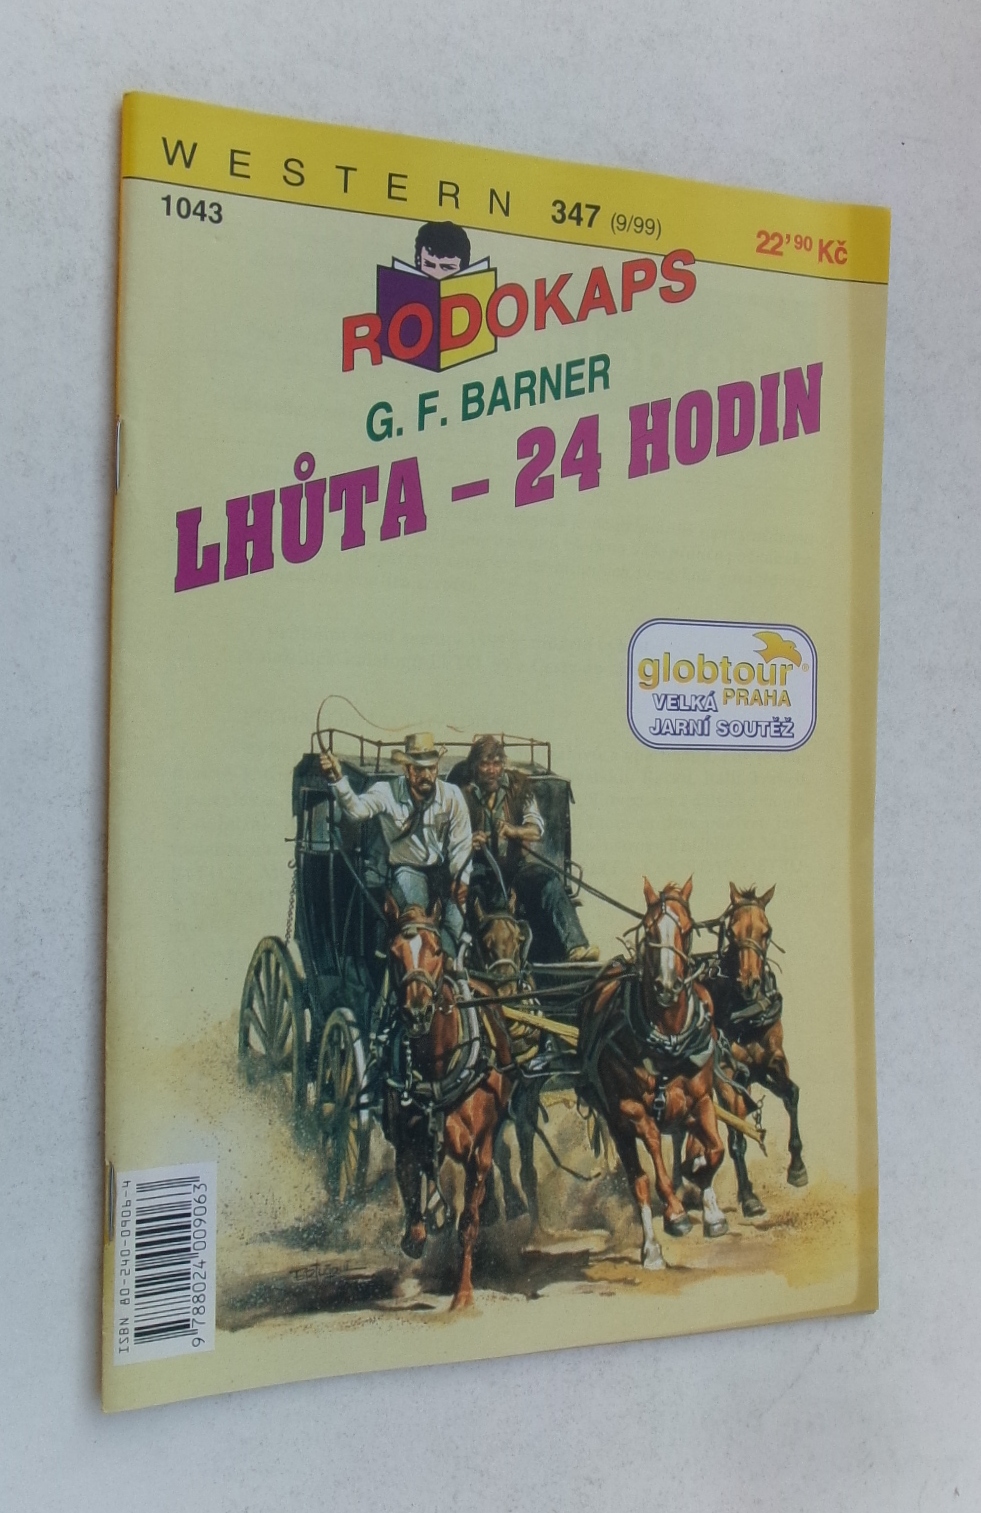 WESTERN 347 (9/99)
1043
22'90 Kč
RODOKAPS
G. F. BARNER
LHŮTA – 24 HODIN
globtour®
VELKÁ PRAHA
JARNÍ SOUTĚŽ
ISBN 80-240-0906-4
9 788024 009063